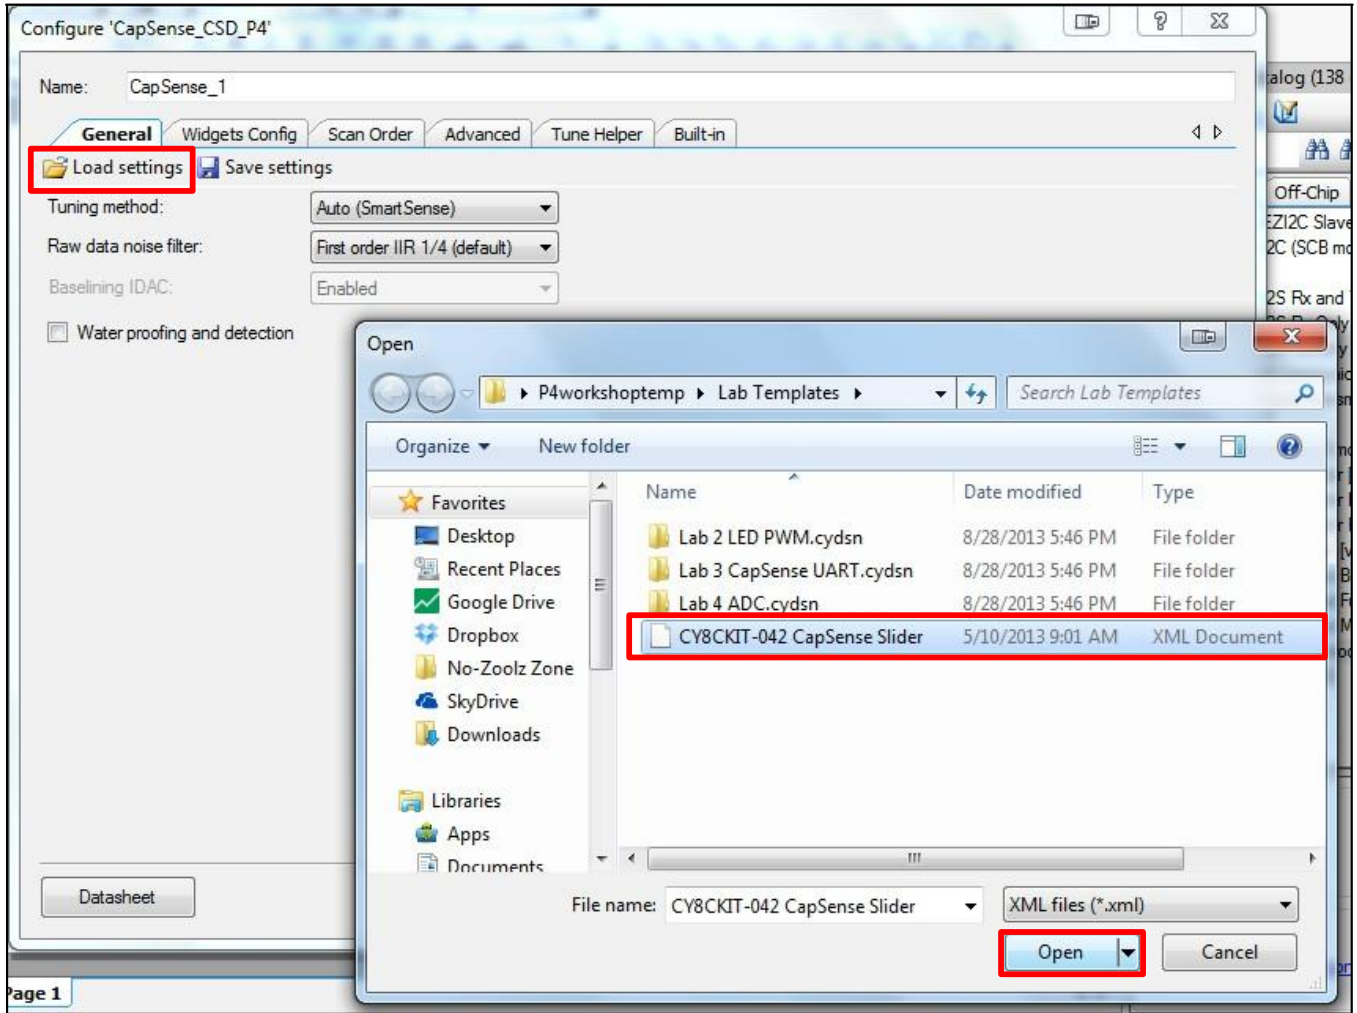 Configure 'CapSense_CSD_P4'
Name: CapSense_1
General Widgets Config Scan Order Advanced Tune Helper Built-in
Load settings Save settings
Tuning method: Auto (SmartSense)
Raw data noise filter: First order IIR 1/4 (default)
Baselining IDAC: Enabled
Water proofing and detection
(138
Off-Chip
EZI2C Slave
(SCB
Rx and
Open
P4workshoptemp Lab Templates Search Lab Templates
Organize New folder
Favorites
Desktop
Recent Places
Google Drive
Dropbox
No-Zoolz Zone
SkyDrive
Downloads
Libraries
Apps
Documents
Name Date modified Type
Lab 2 LED PWM.cydsn 8/28/2013 5:46 PM File folder
Lab 3 CapSense UART.cydsn 8/28/2013 5:46 PM File folder
Lab 4 ADC.cydsn 8/28/2013 5:46 PM File folder
CY8CKIT-042 CapSense Slider 5/10/2013 9:01 AM XML Document
File name: CY8CKIT-042 CapSense Slider XML files (*.xml)
Open Cancel
Datasheet
Page 1